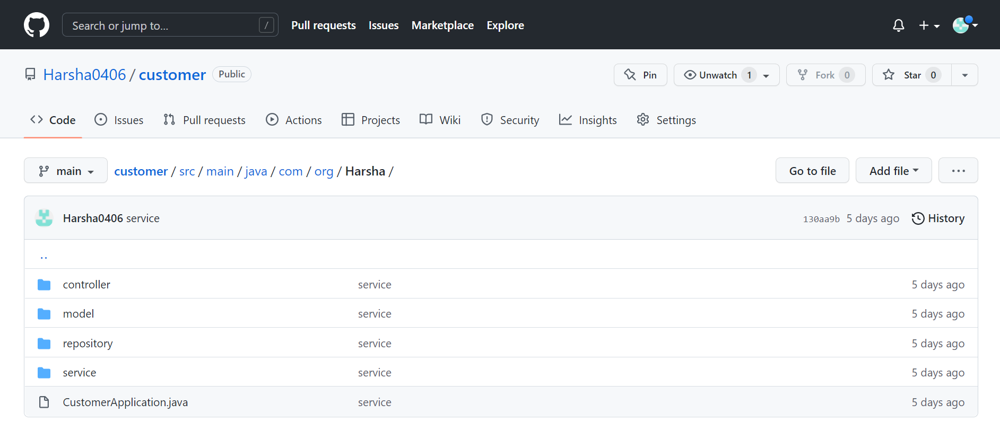 Search or jump to... / Pull requests Issues Marketplace Explore
Harsha0406 / customer Public Pin Unwatch 1 Fork 0 Star 0
Code Issues Pull requests Actions Projects Wiki Security Insights Settings
main customer / src / main / java / com / org / Harsha / Go to file Add file ...
Harsha0406 service 130aa9b 5 days ago History
..
controller service 5 days ago
model service 5 days ago
repository service 5 days ago
service service 5 days ago
CustomerApplication.java service 5 days ago